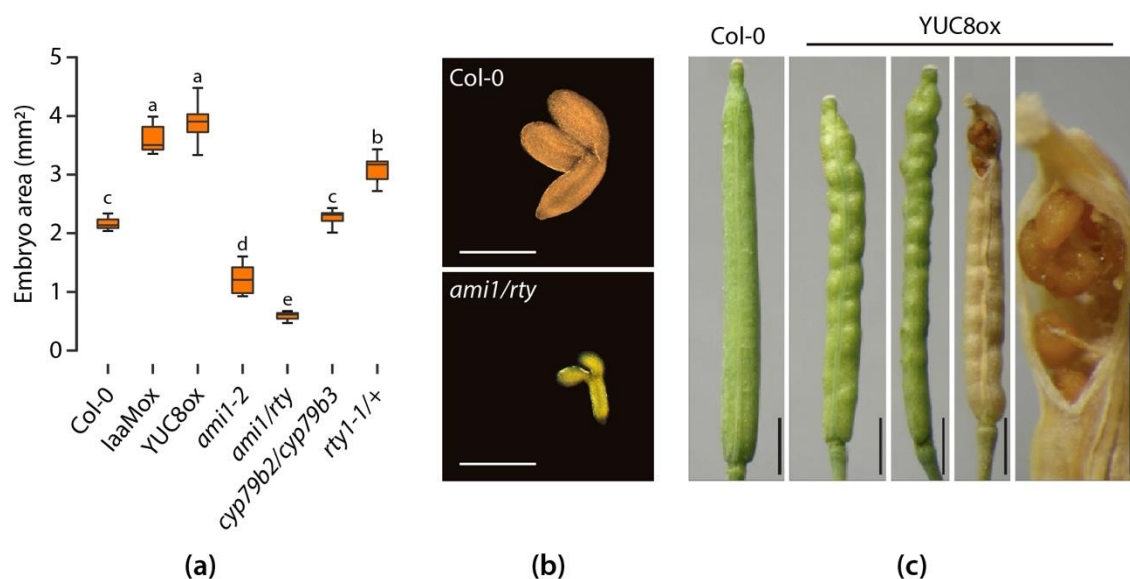 5
4
3
2
1
0
Embryo area (mm²)
c
a
a
d
e
c
b
Col-0
IaaMox
YUC8ox
ami1-2
ami1/rty
cyp79b2/cyp79b3
rty1-1/+
(a)
Col-0
ami1/rty
(b)
Col-0
YUC8ox
(c)